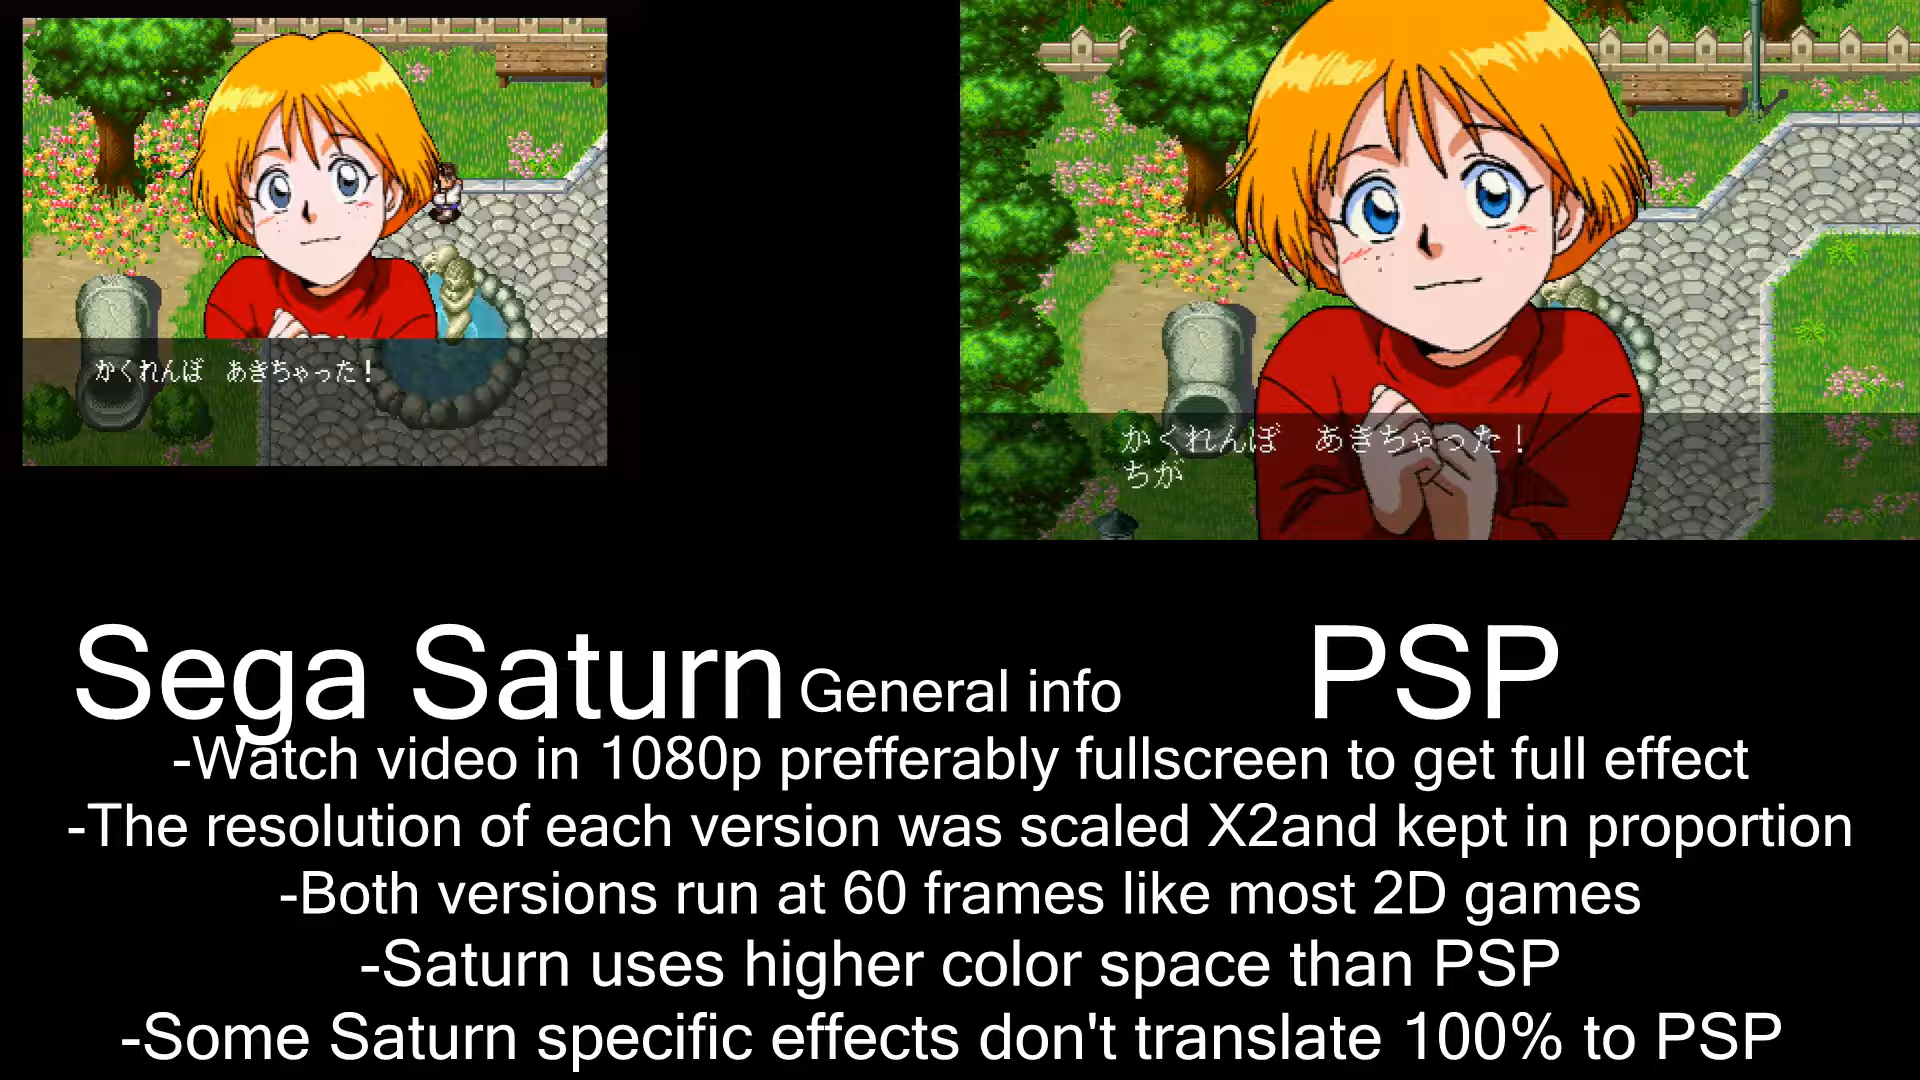 かくれんぼ　あきちゃった！
かくれんぼ　あきちゃった！
ちが
Sega Saturn
General info
PSP
-Watch video in 1080p prefferably fullscreen to get full effect
-The resolution of each version was scaled X2and kept in proportion
-Both versions run at 60 frames like most 2D games
-Saturn uses higher color space than PSP
-Some Saturn specific effects don't translate 100% to PSP